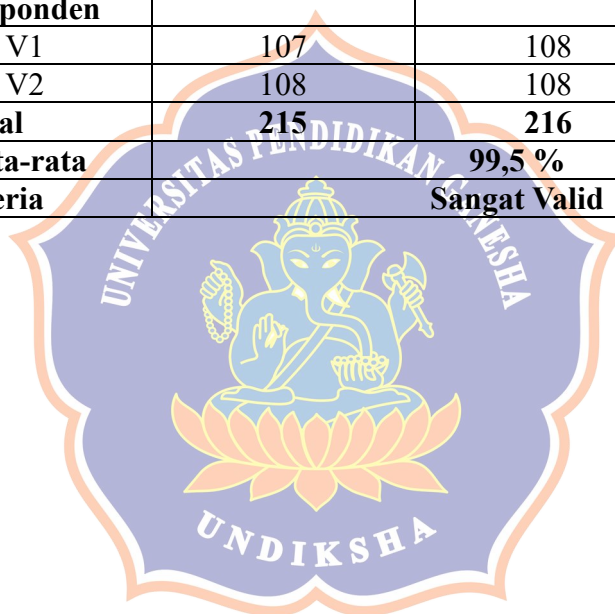 ponden
V1 107 108
V2 108 108
al 215 216
ta-rata 99,5 %
eria Sangat Valid
UNIVERSITAS PENDIDIKAN GANESHA
UNDIKSHA